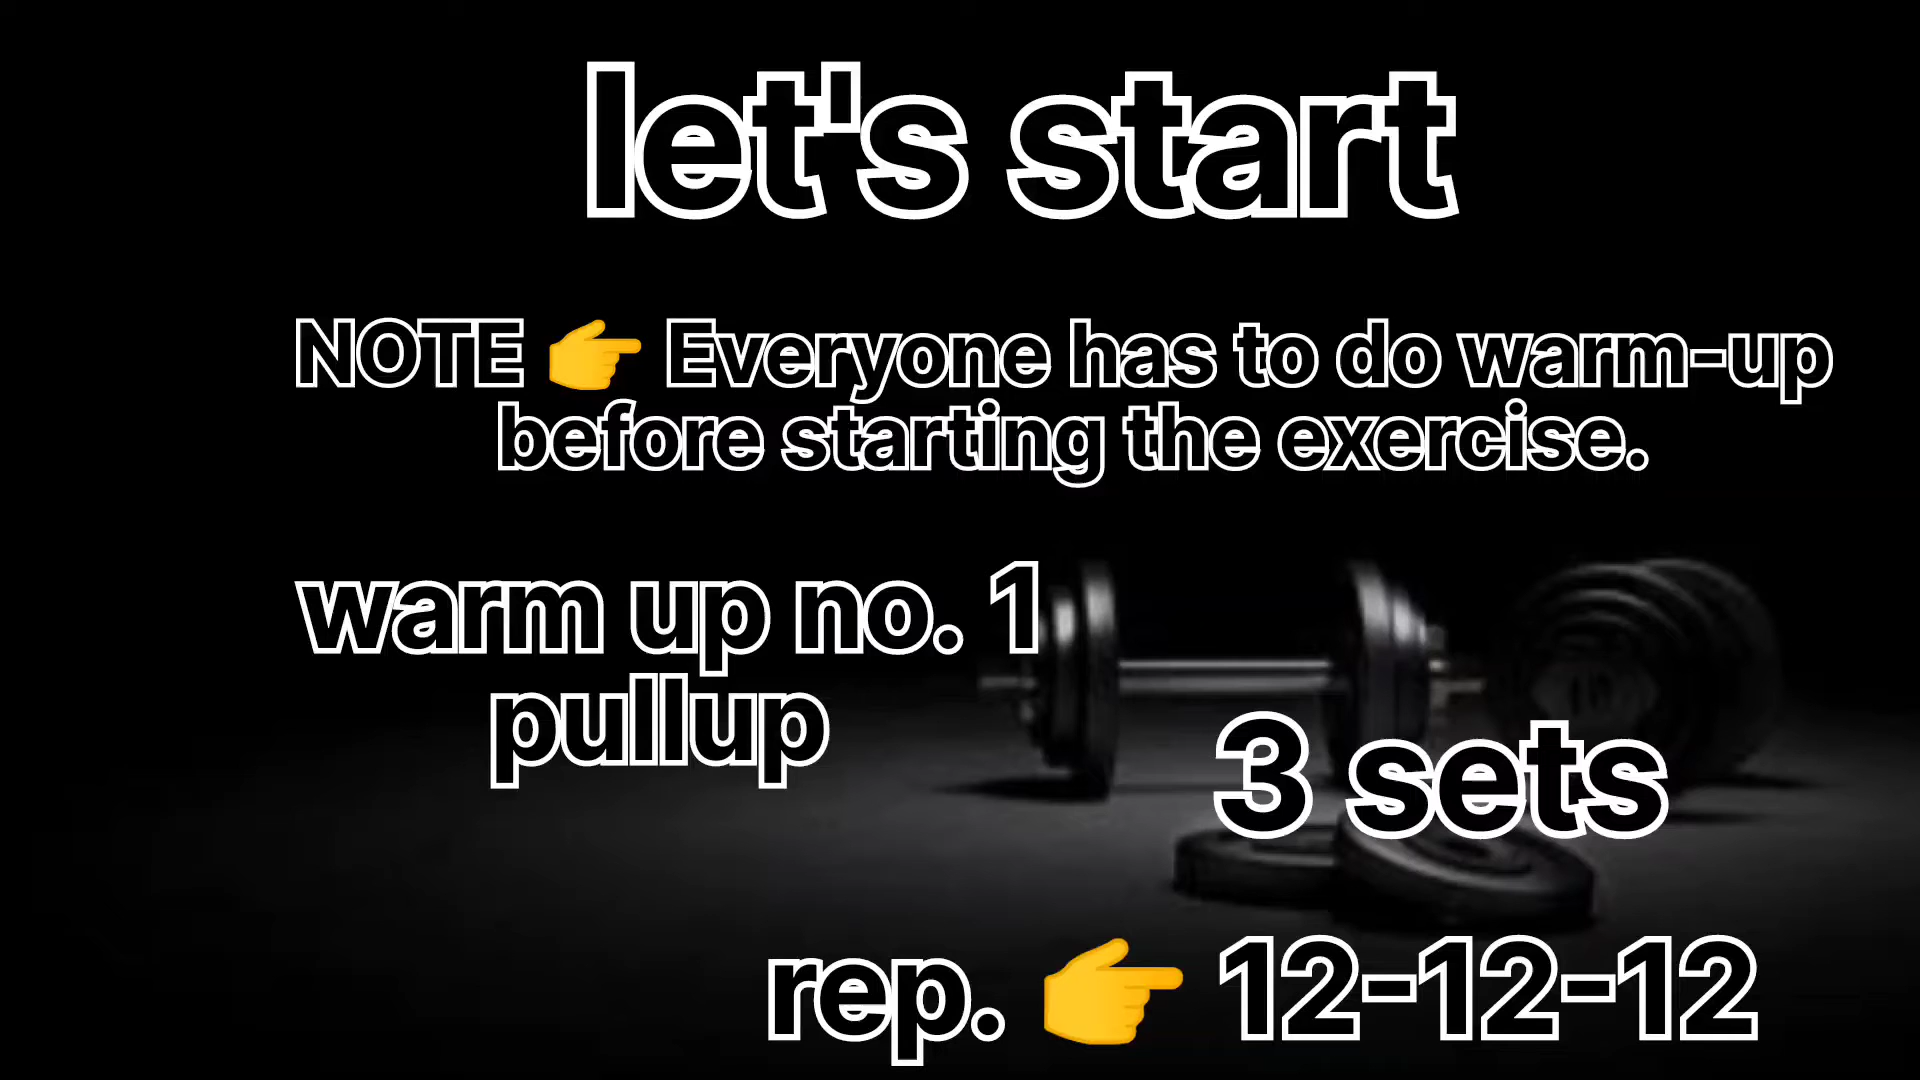 let's start
NOTE 👉 Everyone has to do warm-up
before starting the exercise.
warm up no. 1
pullup
3 sets
rep. 👉 12-12-12